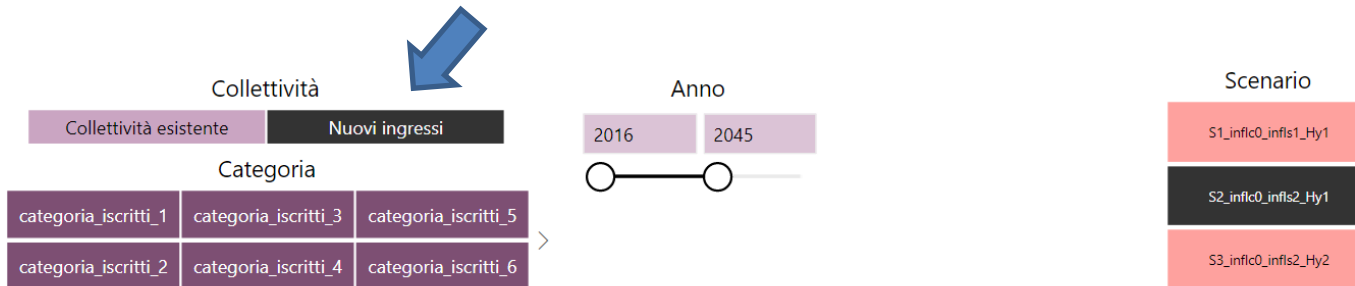 Collettività
Collettività esistente
Nuovi ingressi
Categoria
categoria_iscritti_1
categoria_iscritti_3
categoria_iscritti_5
categoria_iscritti_2
categoria_iscritti_4
categoria_iscritti_6
Anno
2016
2045
Scenario
S1_inflc0_infls1_Hy1
S2_inflc0_infls2_Hy1
S3_inflc0_infls2_Hy2